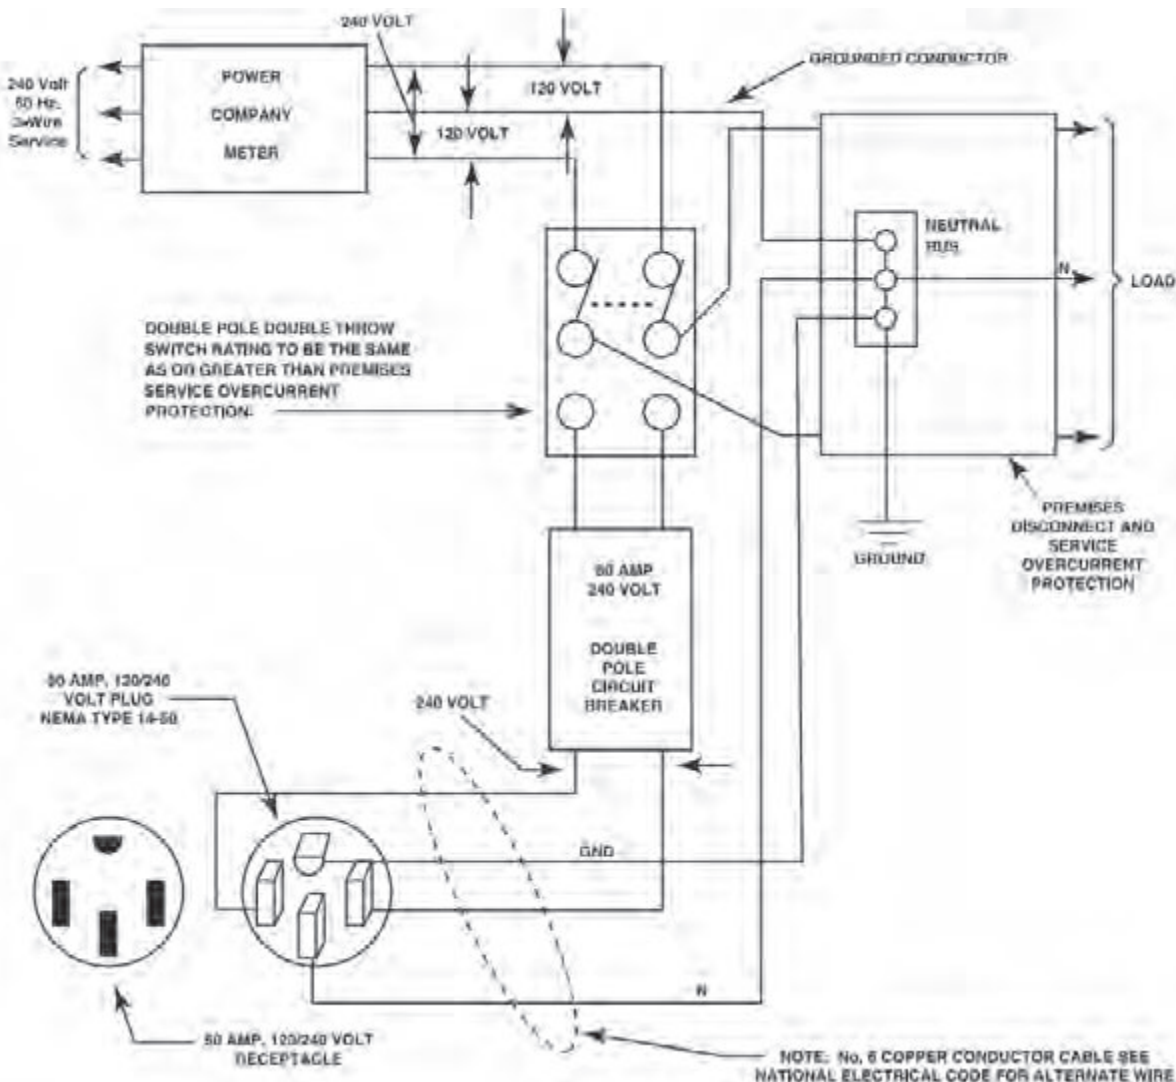 240 VOLT
240 Volt
Hz.
3-Wire
Service
POWER
COMPANY
METER
120 VOLT
120 VOLT
GROUNDED CONDUCTOR
NEUTRAL
BUS
N
LOAD
DOUBLE POLE DOUBLE THROW
SWITCH RATING TO BE THE SAME
AS OR GREATER THAN PREMISES
SERVICE OVERCURRENT
PROTECTION.
GROUND
PREMISES
DISCONNECT AND
SERVICE
OVERCURRENT
PROTECTION
AMP
240 VOLT
DOUBLE
POLE
CIRCUIT
BREAKER
AMP, 120/240
VOLT PLUG
NEMA TYPE 14-50
240 VOLT
GND
N
50 AMP, 120/240 VOLT
RECEPTACLE
NOTE: No. 6 COPPER CONDUCTOR CABLE SEE
NATIONAL ELECTRICAL CODE FOR ALTERNATE WIRE